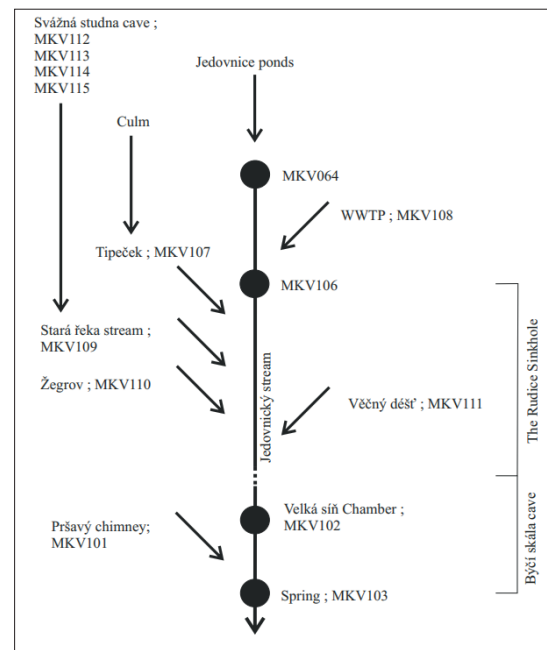 Svážná studna cave ;
MKV112
MKV113
MKV114
MKV115
Jedovnice ponds
Culm
MKV064
WWTP ; MKV108
Tipeček ; MKV107
MKV106
Stará řeka stream ;
MKV109
Žegrov ; MKV110
Věčný déšť ; MKV111
Jedovnický stream
The Rudice Sinkhole
Velká síň Chamber ;
MKV102
Pršavý chimney;
MKV101
Býčí skála cave
Spring ; MKV103